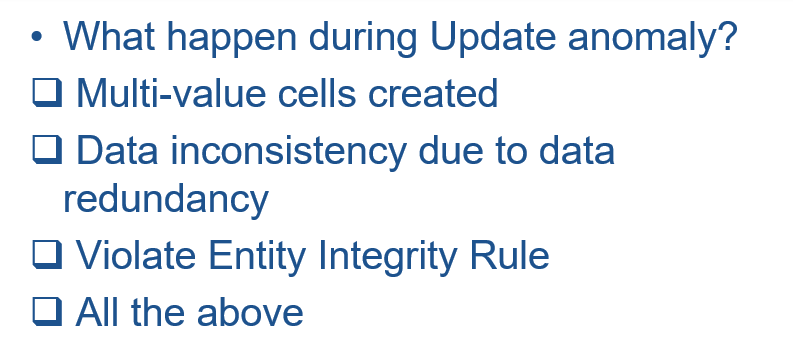 • What happen during Update anomaly?
❑ Multi-value cells created
❑ Data inconsistency due to data
redundancy
❑ Violate Entity Integrity Rule
❑ All the above